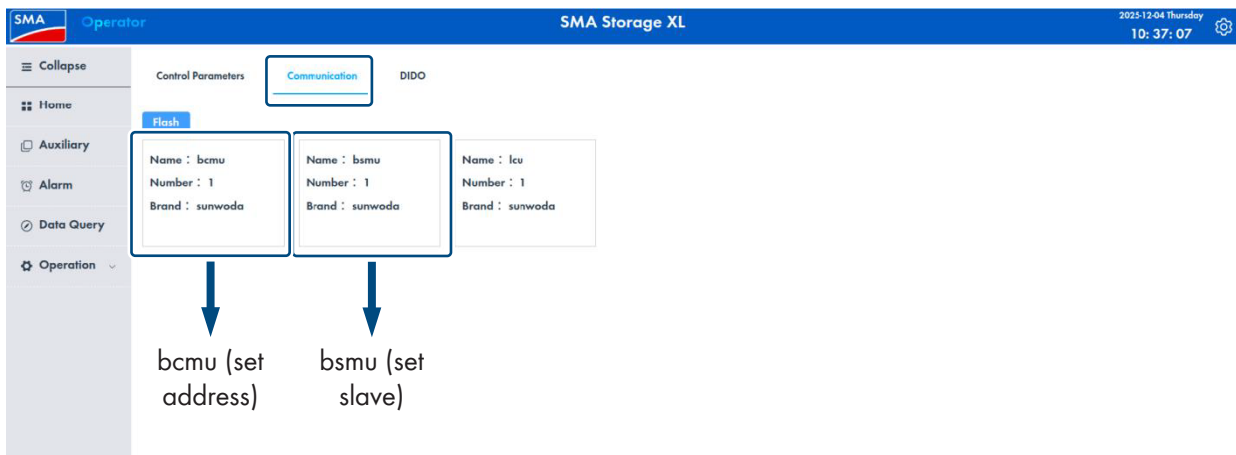 SMA
Operator
SMA Storage XL
2025-12-04 Thursday
10: 37: 07
Collapse
Home
Auxiliary
Alarm
Data Query
Operation
Control Parameters
Communication
DIDO
Flash
Name : bcmu
Number : 1
Brand : sunwoda
Name : bsmu
Number : 1
Brand : sunwoda
Name : lcu
Number : 1
Brand : sunwoda
bcmu (set
address)
bsmu (set
slave)